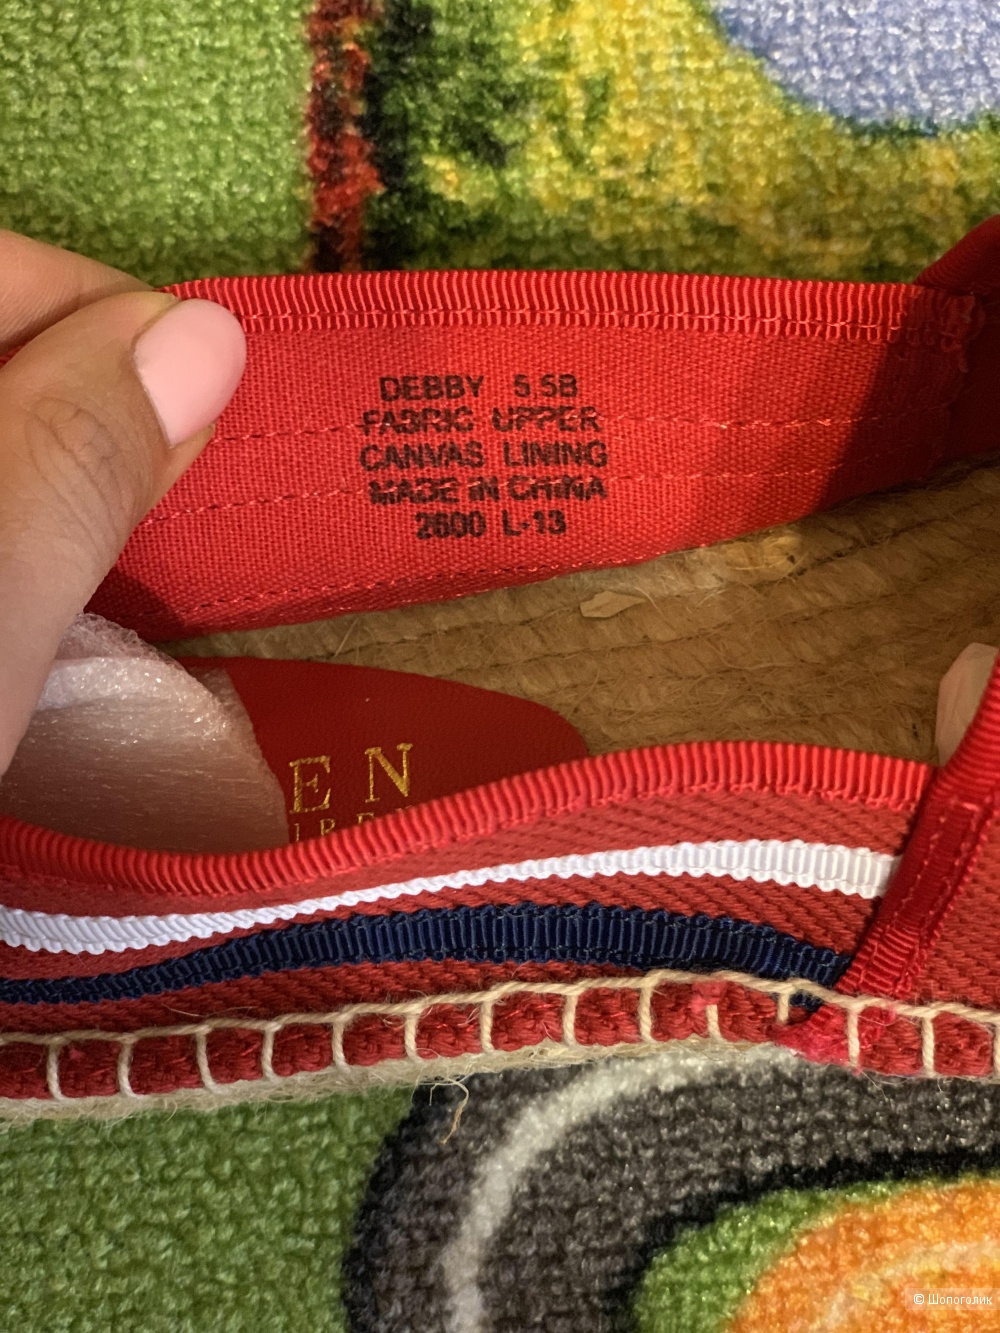 DEBBY 5.5B
FABRIC UPPER
CANVAS LINING
MADE IN CHINA
2600 L-13
EN
© Шопоголик